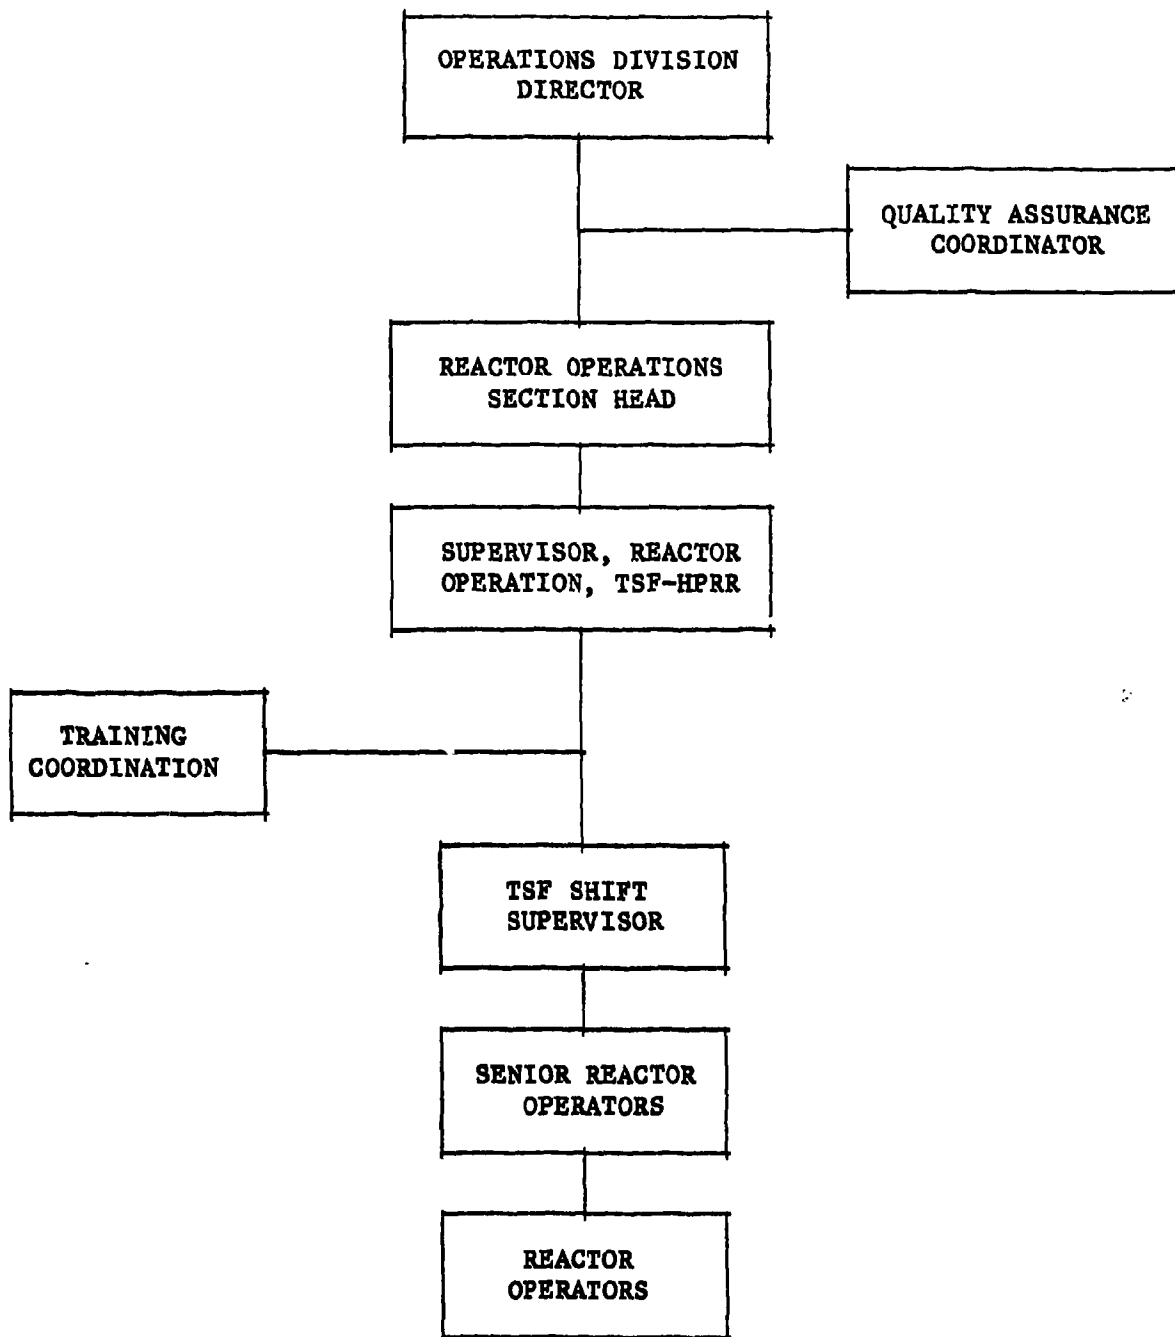 OPERATIONS DIVISION
DIRECTOR
QUALITY ASSURANCE
COORDINATOR
REACTOR OPERATIONS
SECTION HEAD
SUPERVISOR, REACTOR
OPERATION, TSF-HPRR
TRAINING
COORDINATION
TSF SHIFT
SUPERVISOR
SENIOR REACTOR
OPERATORS
REACTOR
OPERATORS